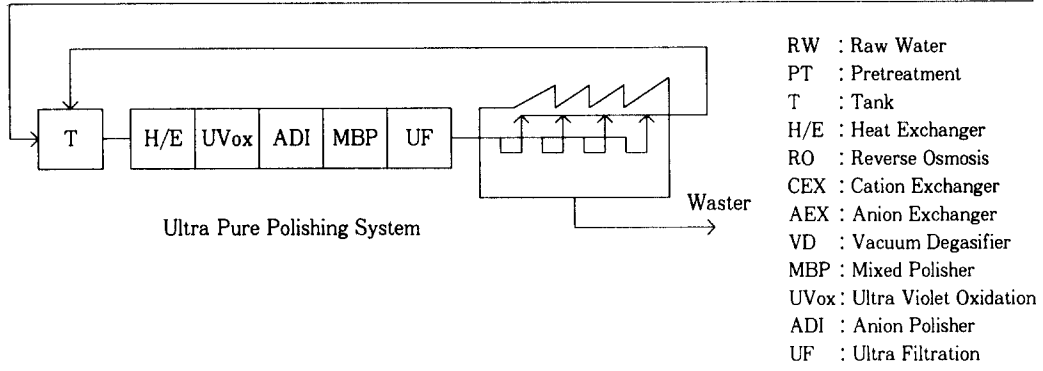 T
H/E UVox ADI MBP UF
Waster
Ultra Pure Polishing System
RW : Raw Water
PT : Pretreatment
T : Tank
H/E : Heat Exchanger
RO : Reverse Osmosis
CEX : Cation Exchanger
AEX : Anion Exchanger
VD : Vacuum Degasifier
MBP : Mixed Polisher
UVox : Ultra Violet Oxidation
ADI : Anion Polisher
UF : Ultra Filtration